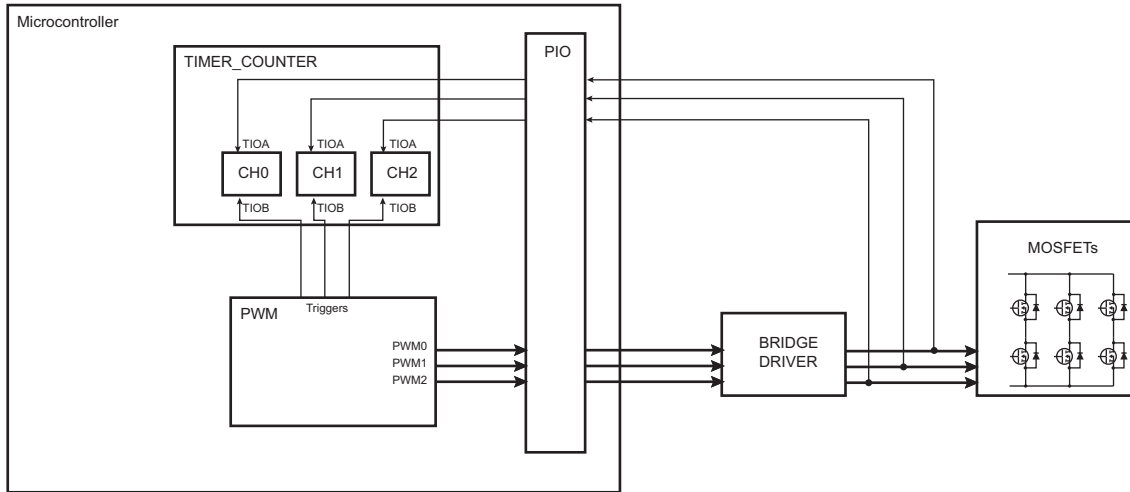 Microcontroller
PIO
TIMER_COUNTER
TIOA
TIOA
TIOA
CH0
CH1
CH2
TIOB
TIOB
TIOB
MOSFETs
Triggers
PWM
BRIDGE
DRIVER
PWM0
PWM1
PWM2